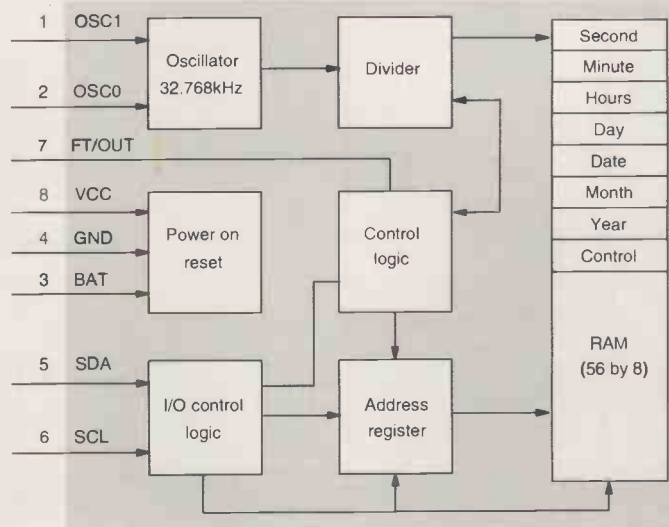 1 OSC1
2 OSC0
7 FT/OUT
8 VCC
4 GND
3 BAT
5 SDA
6 SCL
Oscillator
32.768kHz
Divider
Power on
reset
Control
logic
I/O control
logic
Address
register
Second
Minute
Hours
Day
Date
Month
Year
Control
RAM
(56 by 8)